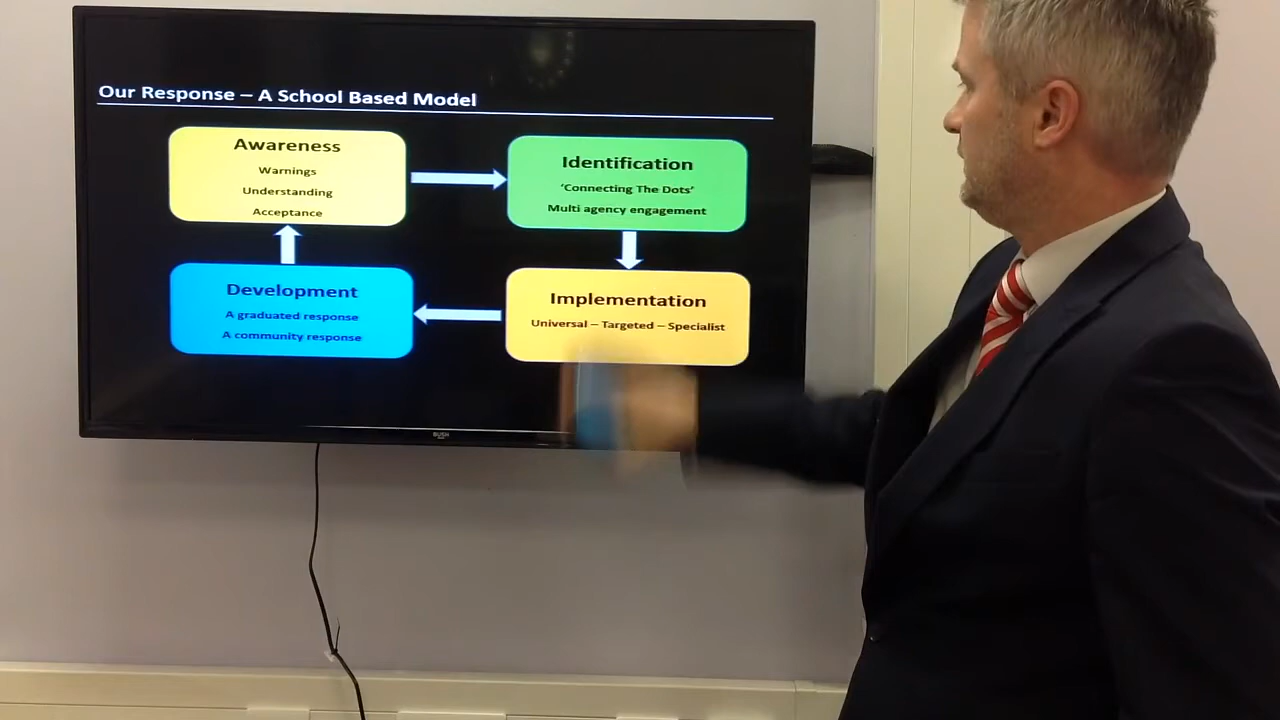 Our Response – A School Based Model
Awareness
Warnings
Understanding
Acceptance
Identification
‘Connecting The Dots’
Multi agency engagement
Development
A graduated response
A community response
Implementation
Universal – Targeted – Specialist
BUSH